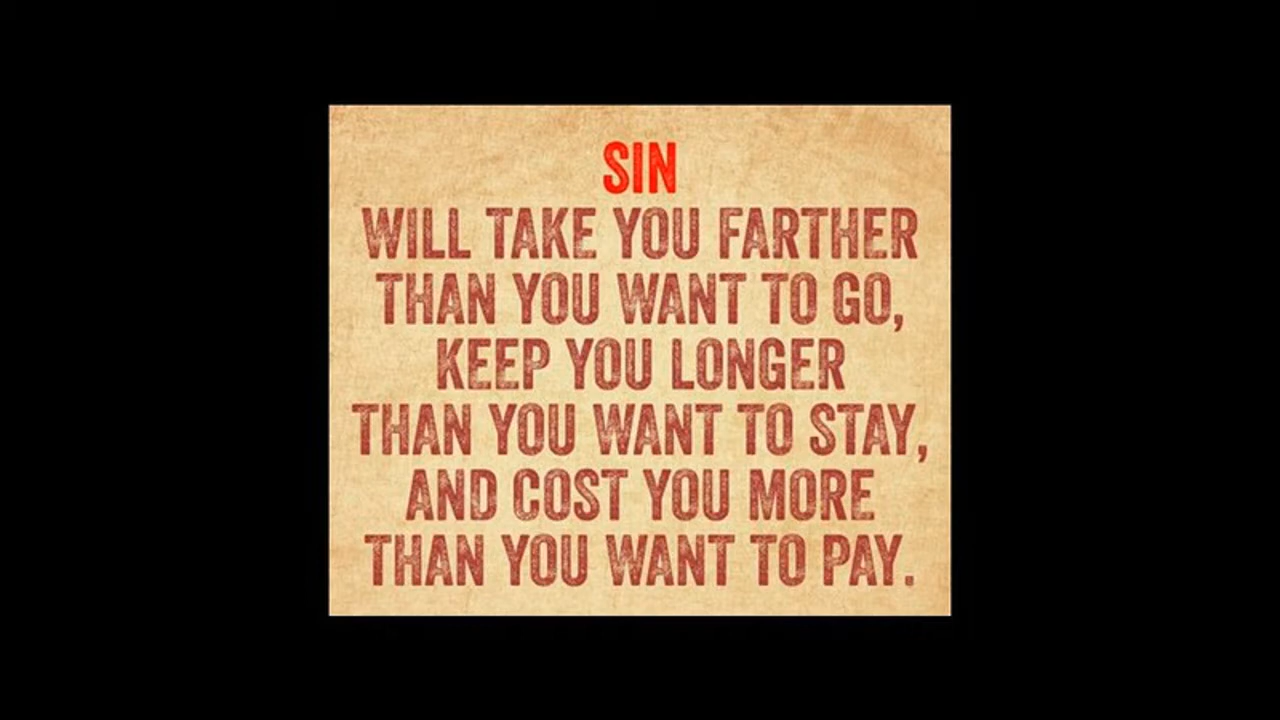 SIN
WILL TAKE YOU FARTHER
THAN YOU WANT TO GO,
KEEP YOU LONGER
THAN YOU WANT TO STAY,
AND COST YOU MORE
THAN YOU WANT TO PAY.